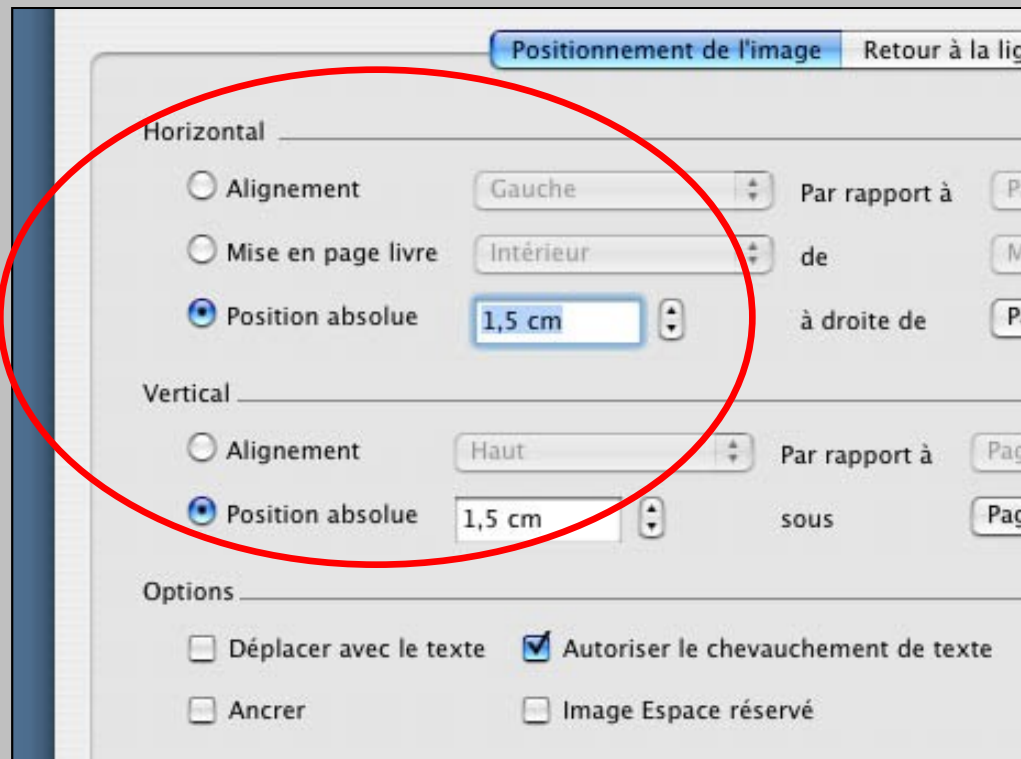 Positionnement de l'image Retour à la lig
Horizontal
Alignement Gauche Par rapport à P
Mise en page livre Intérieur de M
Position absolue 1,5 cm à droite de Pa
Vertical
Alignement Haut Par rapport à Pag
Position absolue 1,5 cm sous Pag
Options
Déplacer avec le texte Autoriser le chevauchement de texte
Ancrer Image Espace réservé